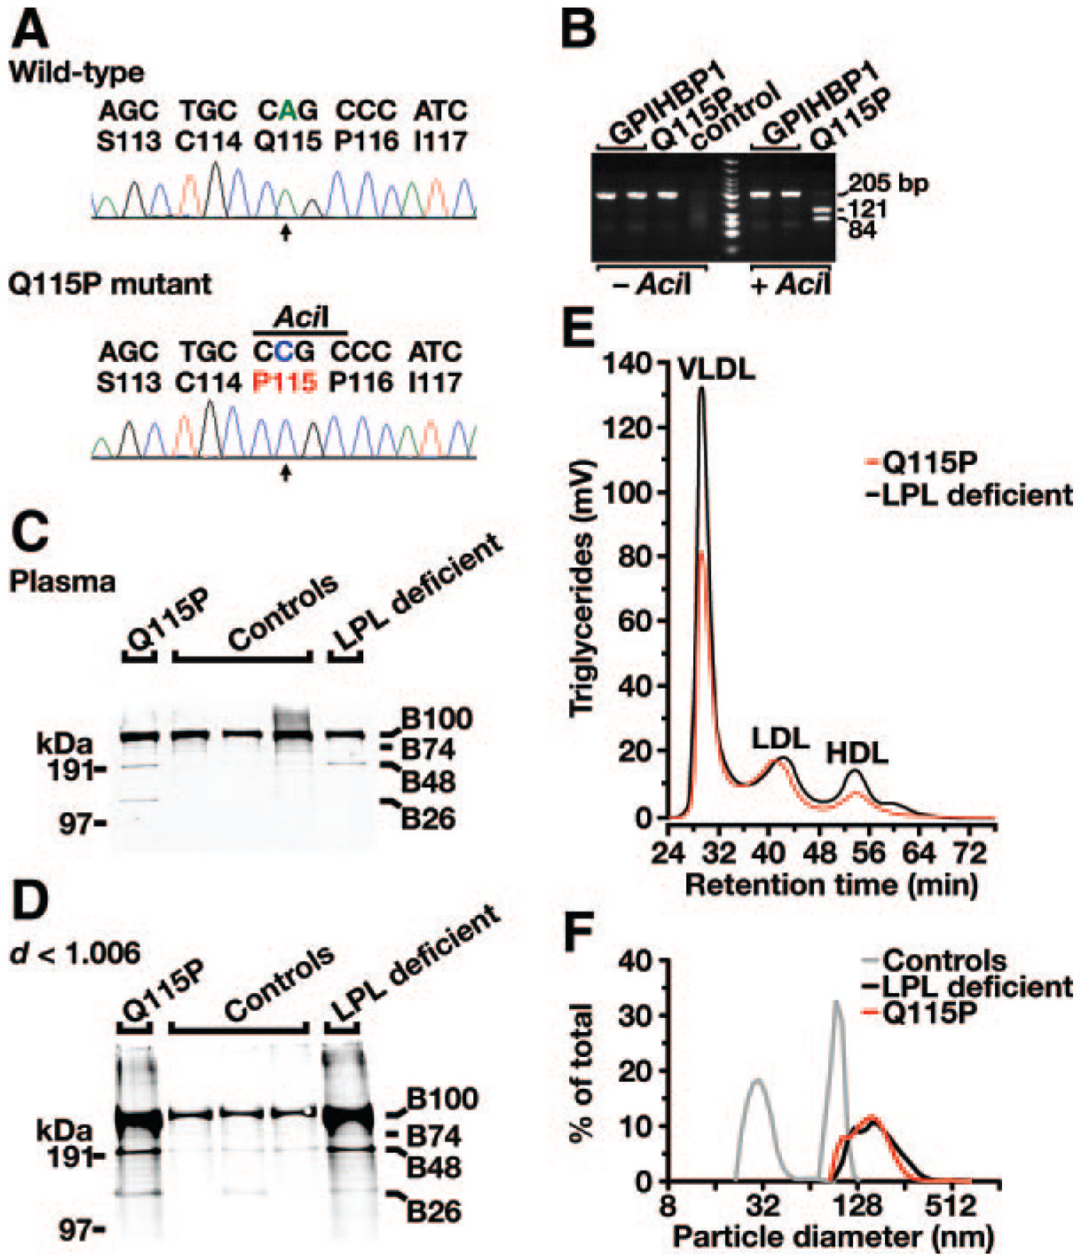 A
Wild-type
AGC TGC CAG CCC ATC
S113 C114 Q115 P116 I117
Q115P mutant
AciI
AGC TGC CCG CCC ATC
S113 C114 P115 P116 I117
B
GPIHBP1
Q115P
control
GPIHBP1
Q115P
205 bp
121
84
– AciI
+ AciI
C
Plasma
Q115P
Controls
LPL deficient
kDa
191
97
B100
B74
B48
B26
D
d < 1.006
Q115P
Controls
LPL deficient
kDa
191
97
B100
B74
B48
B26
E
140
120
100
80
60
40
20
0
Triglycerides (mV)
VLDL
LDL
HDL
Q115P
LPL deficient
24 32 40 48 56 64 72
Retention time (min)
F
40
30
20
10
0
% of total
Controls
LPL deficient
Q115P
8 32 128 512
Particle diameter (nm)